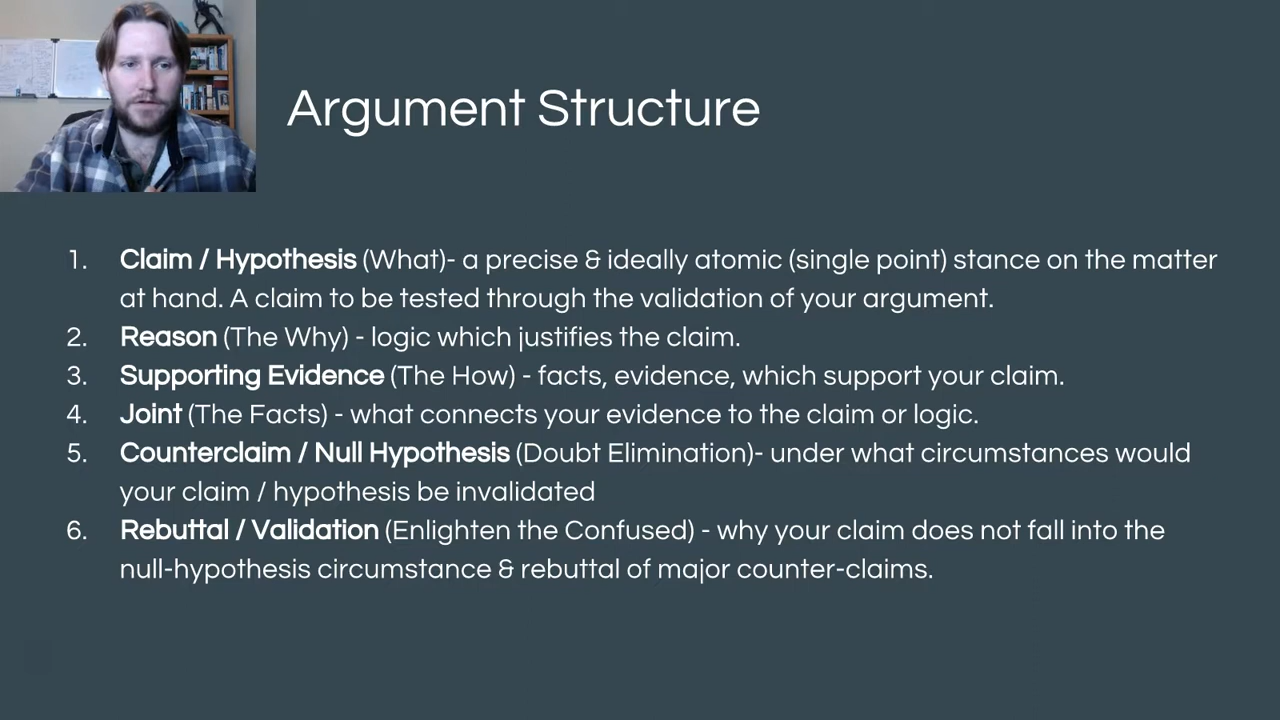 Argument Structure
1. Claim / Hypothesis (What)- a precise & ideally atomic (single point) stance on the matter
at hand. A claim to be tested through the validation of your argument.
2. Reason (The Why) - logic which justifies the claim.
3. Supporting Evidence (The How) - facts, evidence, which support your claim.
4. Joint (The Facts) - what connects your evidence to the claim or logic.
5. Counterclaim / Null Hypothesis (Doubt Elimination)- under what circumstances would
your claim / hypothesis be invalidated
6. Rebuttal / Validation (Enlighten the Confused) - why your claim does not fall into the
null-hypothesis circumstance & rebuttal of major counter-claims.